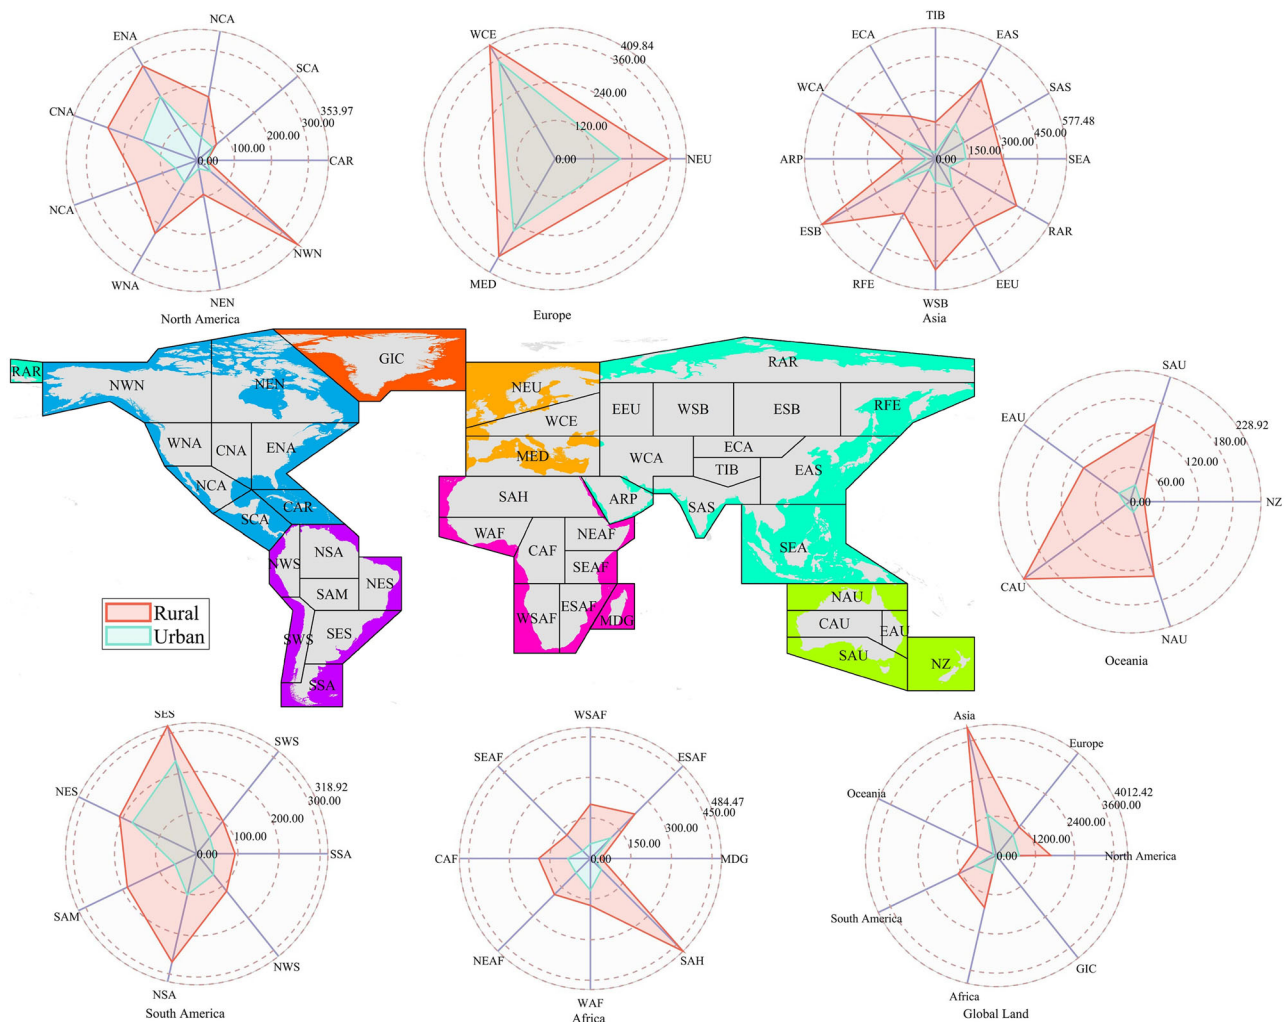 NCA
ENA
SCA
CNA
353.97
300.00
200.00
100.00
0.00
CAR
NCA
NWN
WNA
NEN
North America
WCE
409.84
360.00
240.00
120.00
0.00
NEU
MED
Europe
TIB
ECA
EAS
WCA
SAS
577.48
450.00
300.00
150.00
0.00
ARP
SEA
ESB
RAR
RFE
EEU
WSB
Asia
RAR
NWN
NEN
GIC
WNA
CNA
ENA
NCA
SCA
CAR
NWS
NSA
NES
SAM
SWS
SES
SSA
NEU
WCE
MED
EEU
WSB
ESB
RAR
RFE
WCA
ECA
TIB
EAS
SAH
ARP
SAS
WAF
CAF
NEAF
SEAF
SEA
WSAF
ESAF
MDG
NAU
CAU
EAU
SAU
NZ
Rural
Urban
SAU
EAU
228.92
180.00
120.00
60.00
0.00
NZ
CAU
NAU
Oceania
SES
SWS
NES
318.92
300.00
200.00
100.00
0.00
SSA
SAM
NWS
NSA
South America
WSAF
SEAF
ESAF
484.47
450.00
300.00
150.00
0.00
CAF
MDG
NEAF
SAH
WAF
Africa
Asia
Europe
Oceania
4012.42
3600.00
2400.00
1200.00
0.00
North America
South America
GIC
Africa
Global Land